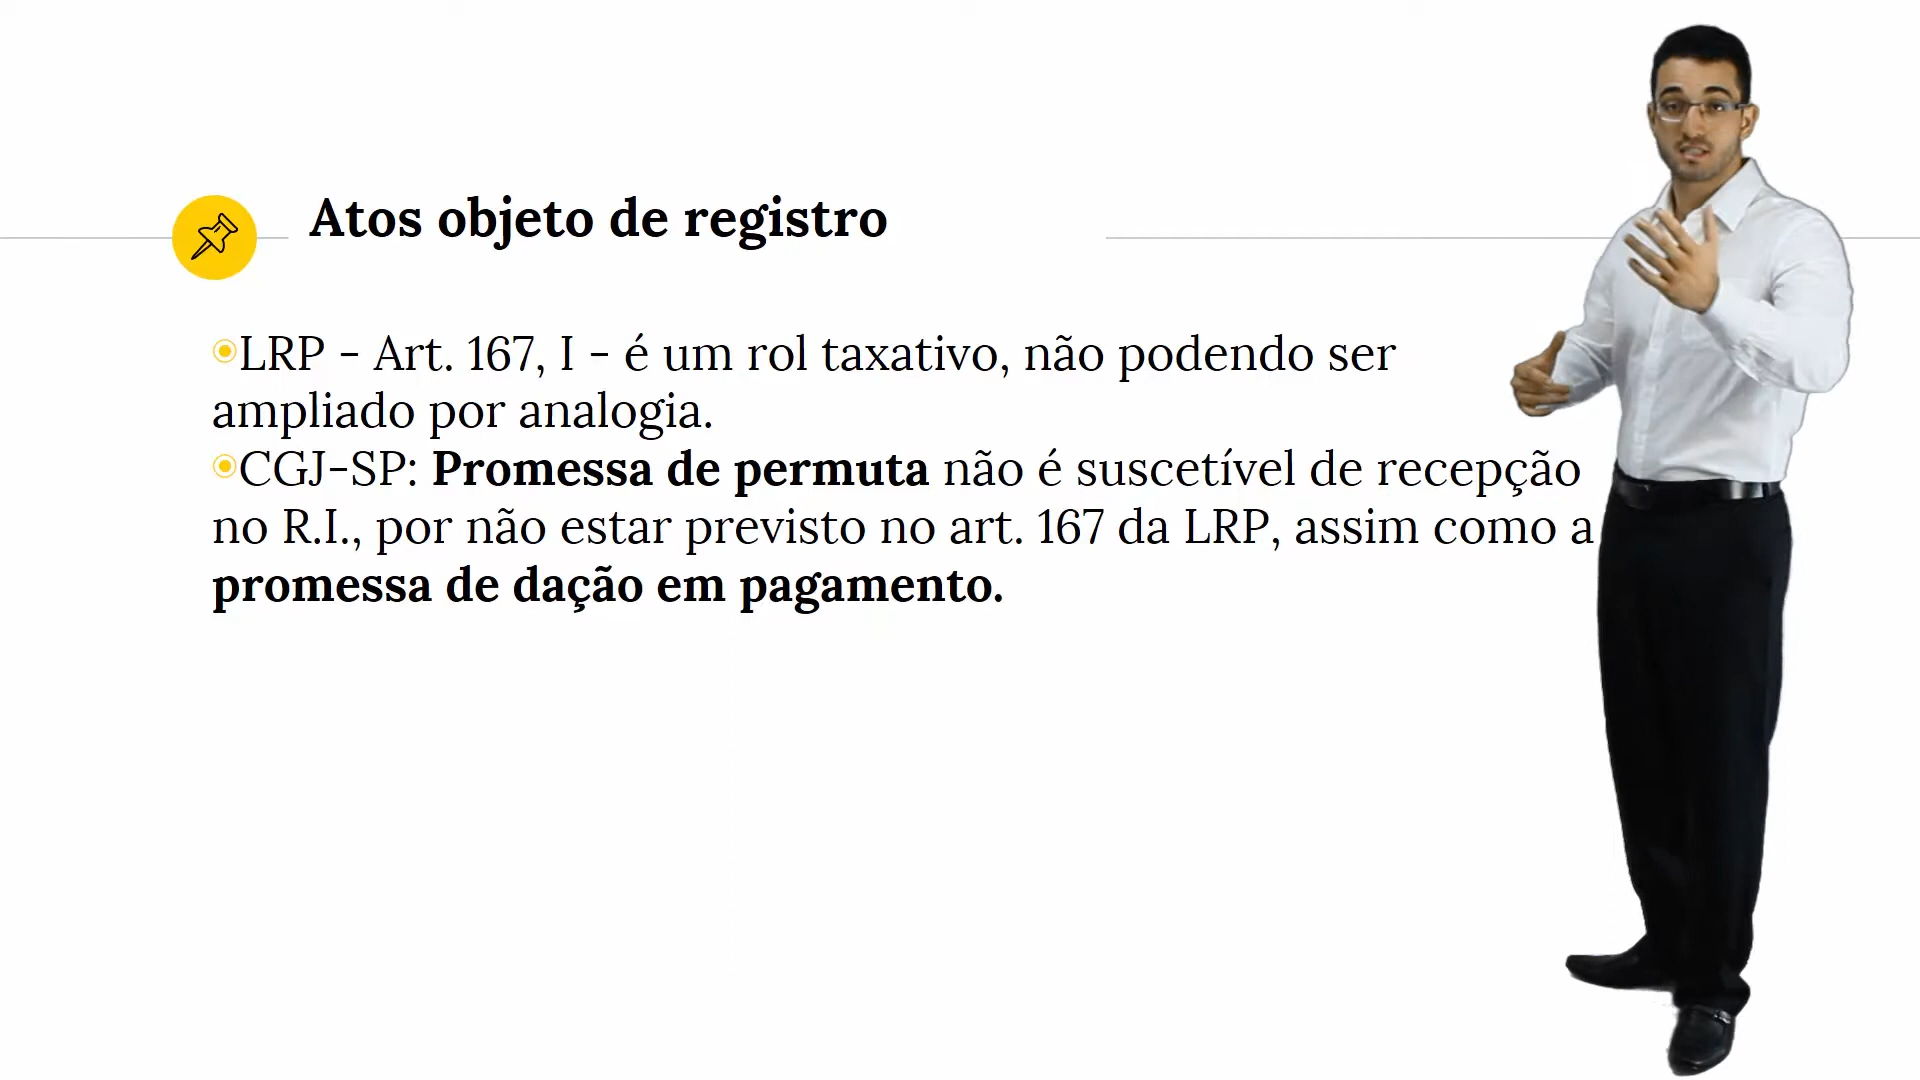 Atos objeto de registro
LRP - Art. 167, I - é um rol taxativo, não podendo ser
ampliado por analogia.
CGJ-SP: Promessa de permuta não é suscetível de recepção
no R.I., por não estar previsto no art. 167 da LRP, assim como a
promessa de dação em pagamento.